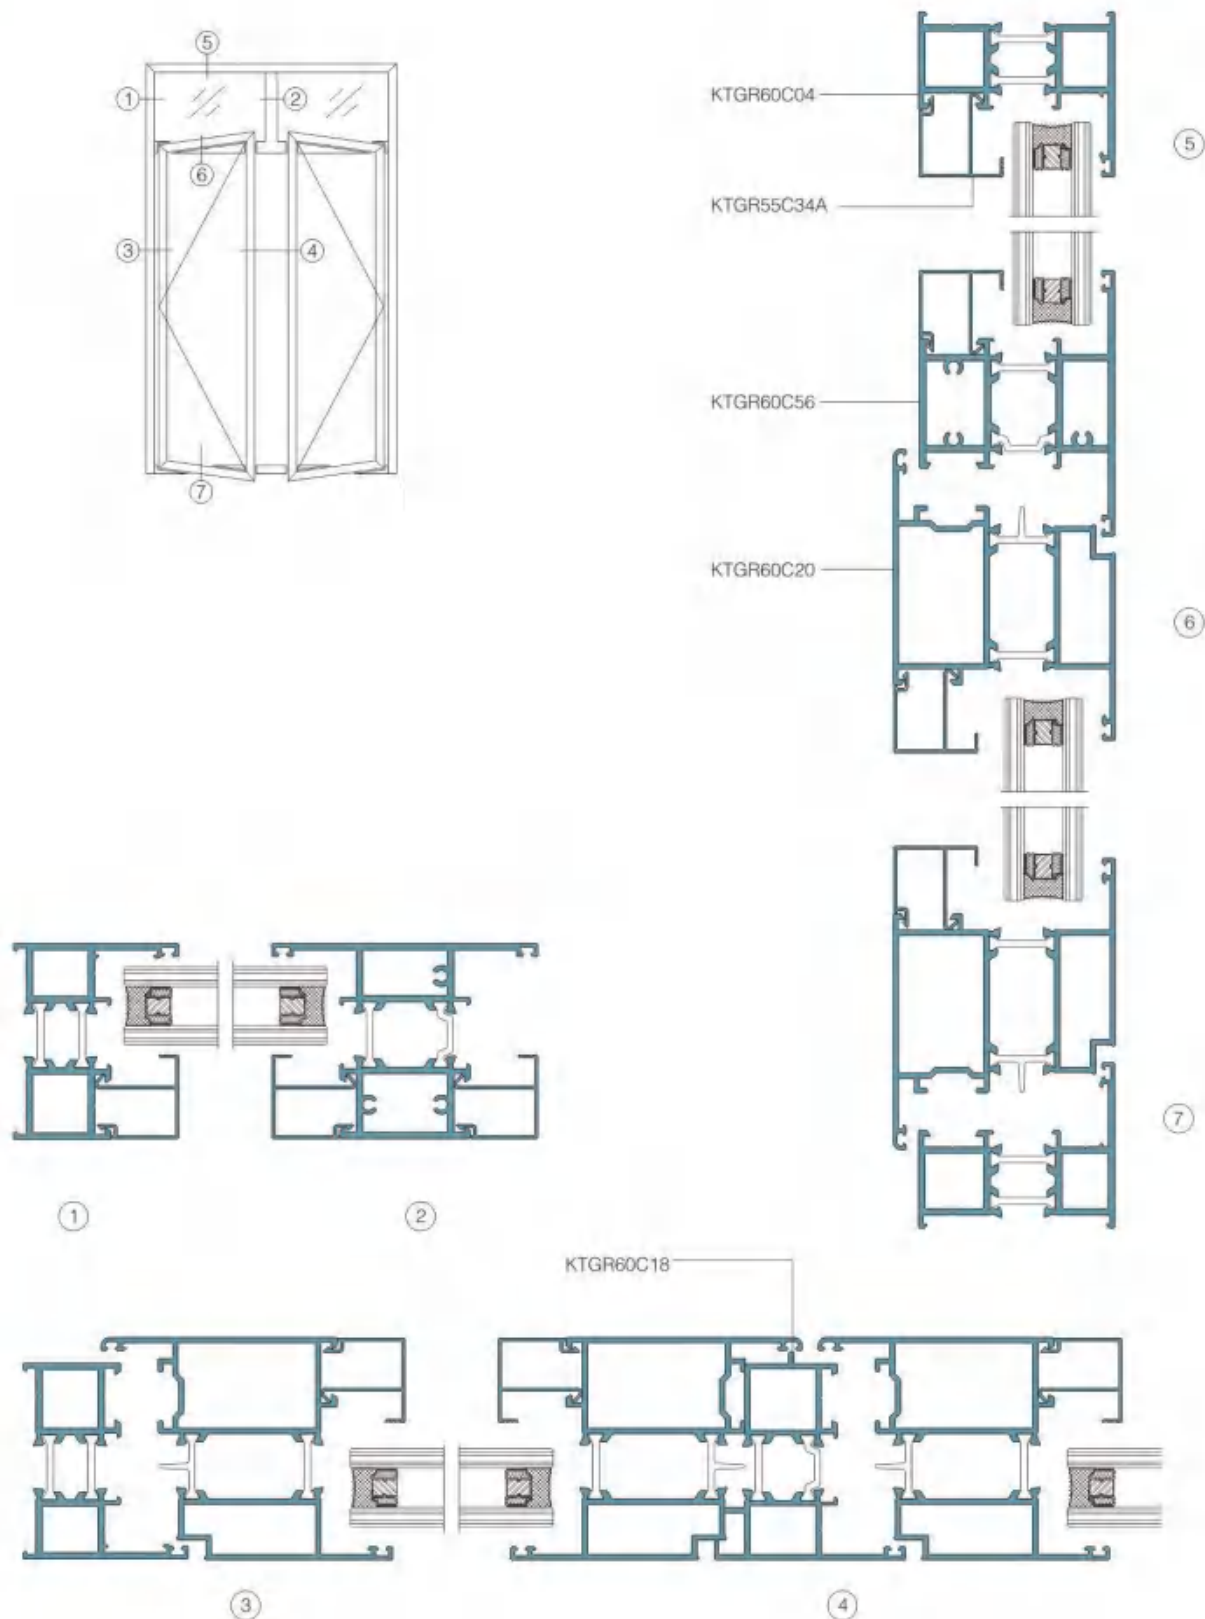 ⑤
① ②
⑥
③ ④
⑦
KTGR60C04
⑤
KTGR55C34A
KTGR60C56
KTGR60C20
⑥
⑦
① ②
KTGR60C18
③ ④